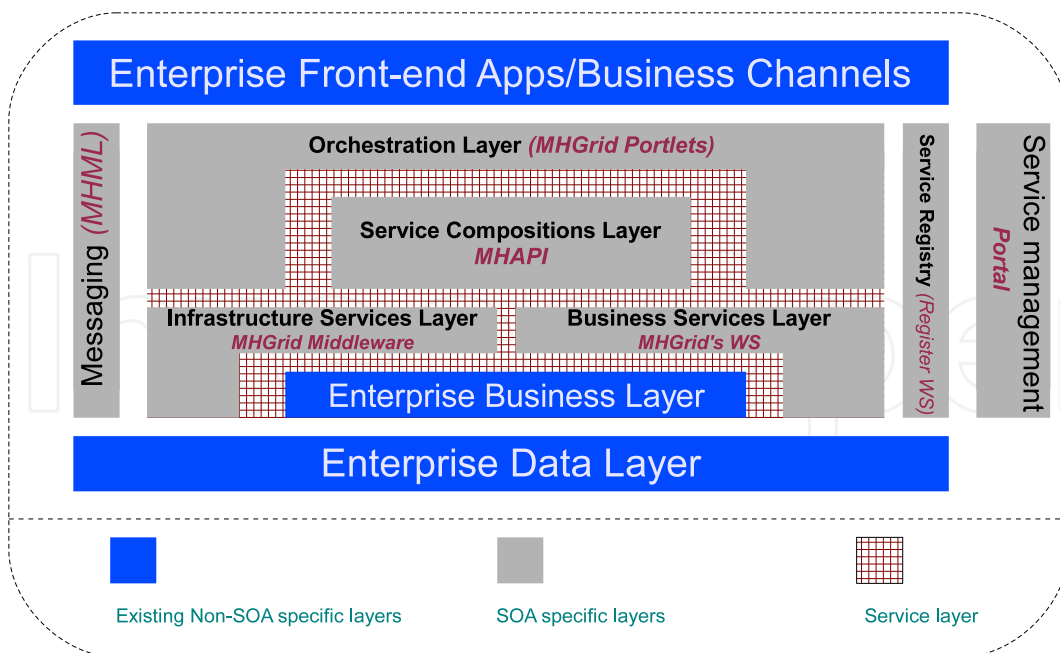 Enterprise Front-end Apps/Business Channels
Messaging (MHML)
Orchestration Layer (MHGrid Portlets)
Service Compositions Layer
MHAPI
Infrastructure Services Layer
MHGrid Middleware
Business Services Layer
MHGrid's WS
Enterprise Business Layer
Service Registry (Register WS)
Service management
Portal
Enterprise Data Layer
Existing Non-SOA specific layers
SOA specific layers
Service layer